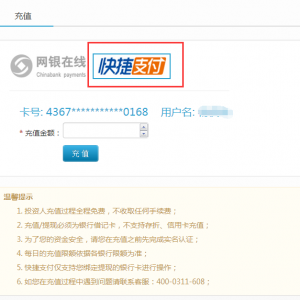 充值
网银在线
Chinabank payments
快捷支付
卡号: 4367***********0168 用户名:
* 充值金额:
充 值
温馨提示
1. 投资人充值过程全程免费，不收取任何手续费；
2. 充值/提现必须为银行借记卡，不支持存折、信用卡充值；
3. 为了您的资金安全，请您在充值之前先完成实名认证；
4. 每日的充值限额依据各银行限额为准；
5. 快捷支付仅支持您绑定提现的银行卡进行操作；
6. 如您在充值过程中遇到问题请联系客服：400-0311-608；